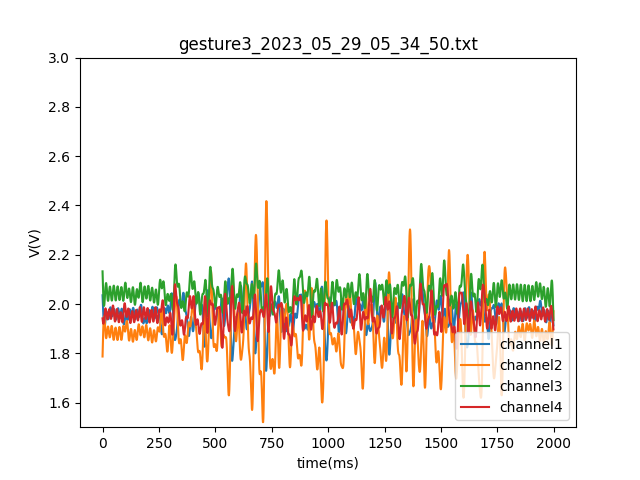 gesture3_2023_05_29_05_34_50.txt
V(V)
3.0
2.8
2.6
2.4
2.2
2.0
1.8
1.6
channel1
channel2
channel3
channel4
0 250 500 750 1000 1250 1500 1750 2000
time(ms)